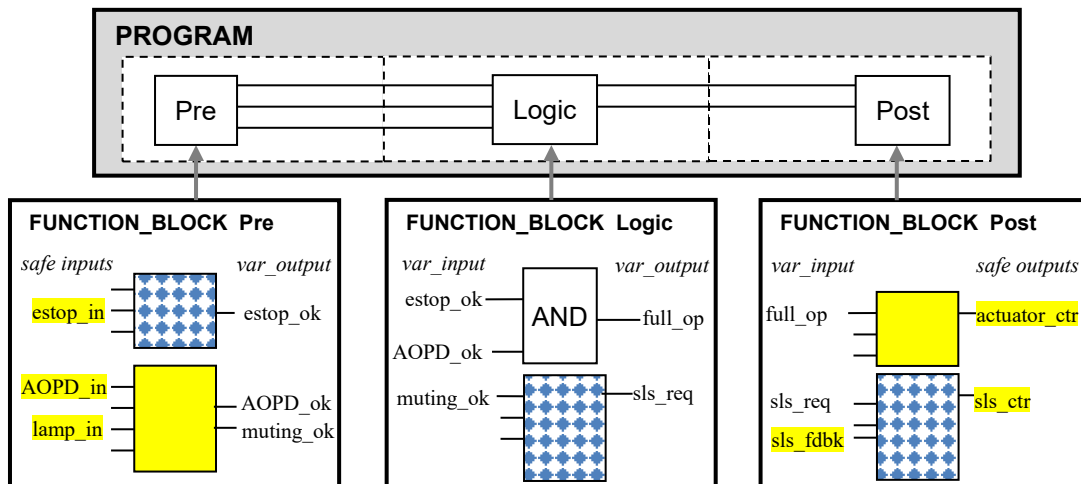 PROGRAM
Pre
Logic
Post
FUNCTION_BLOCK Pre
safe inputs
var_output
estop_in
estop_ok
AOPD_in
lamp_in
AOPD_ok
muting_ok
FUNCTION_BLOCK Logic
var_input
var_output
estop_ok
AND
full_op
AOPD_ok
muting_ok
sls_req
FUNCTION_BLOCK Post
var_input
safe outputs
full_op
actuator_ctr
sls_req
sls_ctr
sls_fdbk